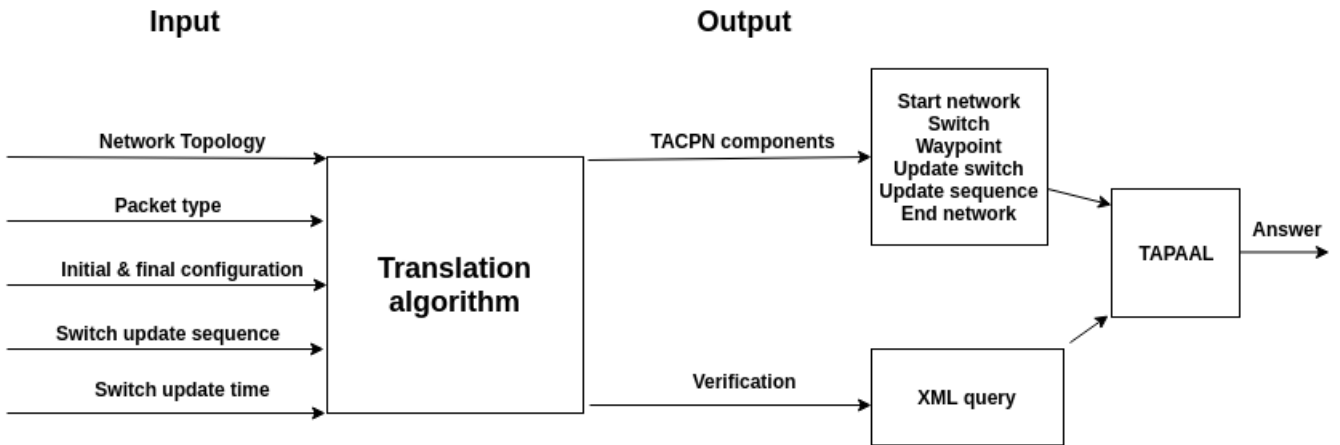 Input
Output
Network Topology
Packet type
Initial & final configuration
Switch update sequence
Switch update time
Translation
algorithm
TACPN components
Verification
Start network
Switch
Waypoint
Update switch
Update sequence
End network
XML query
TAPAAL
Answer